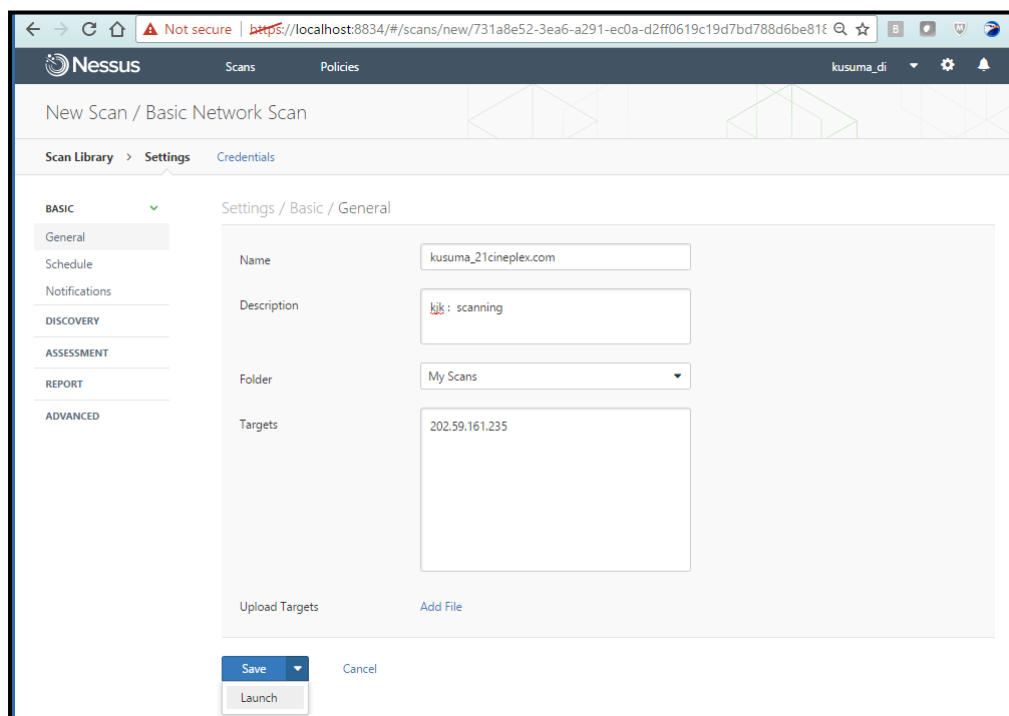 Not secure | https://localhost:8834/#/scans/new/731a8e52-3ea6-a291-ec0a-d2ff0619c19d7bd788d6be818
Nessus Scans Policies kusuma_di
New Scan / Basic Network Scan
Scan Library > Settings Credentials
BASIC
General
Schedule
Notifications
DISCOVERY
ASSESSMENT
REPORT
ADVANCED
Settings / Basic / General
Name kusuma_21cineplex.com
Description kjk : scanning
Folder My Scans
Targets 202.59.161.235
Upload Targets Add File
Save Cancel
Launch